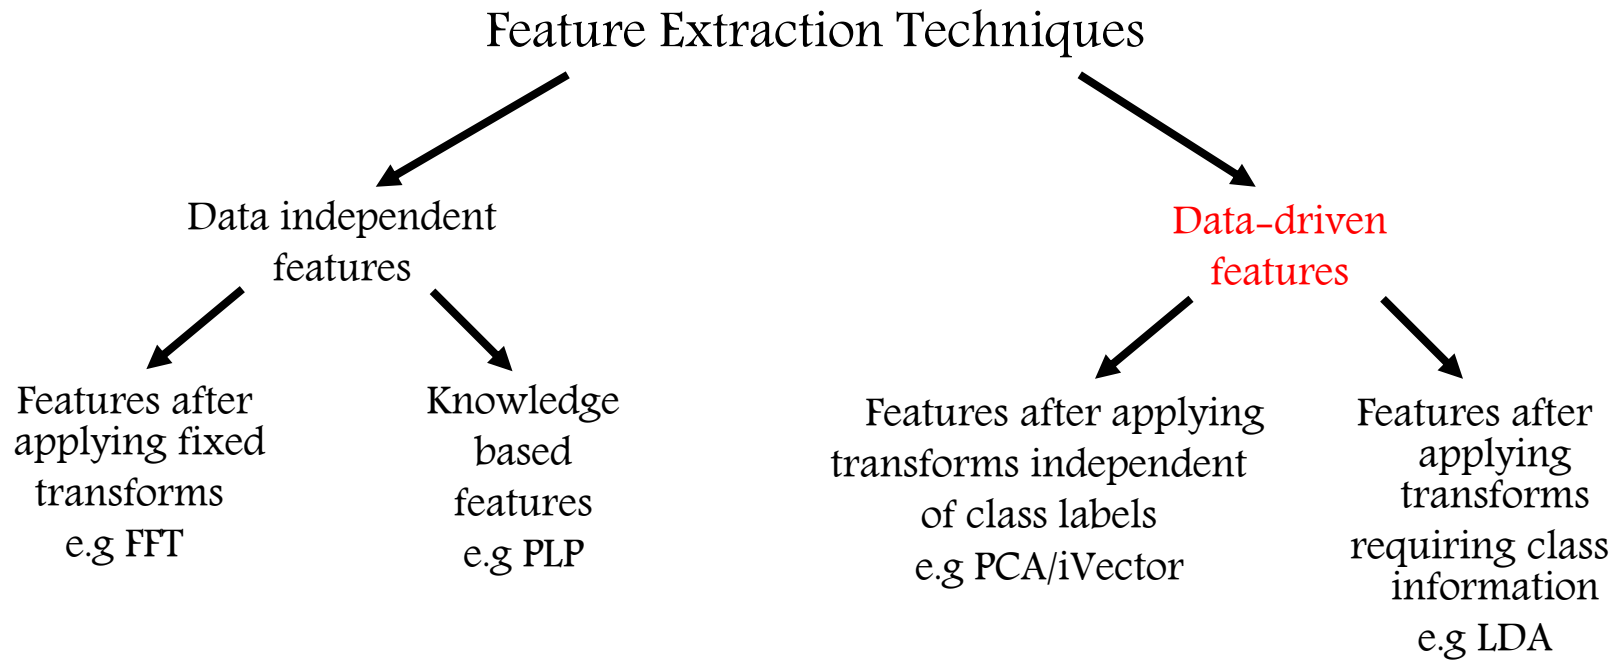 Feature Extraction Techniques
Data independent
features
Data-driven
features
Features after
applying fixed
transforms
e.g FFT
Knowledge
based
features
e.g PLP
Features after applying
transforms independent
of class labels
e.g PCA/iVector
Features after
applying
transforms
requiring class
information
e.g LDA